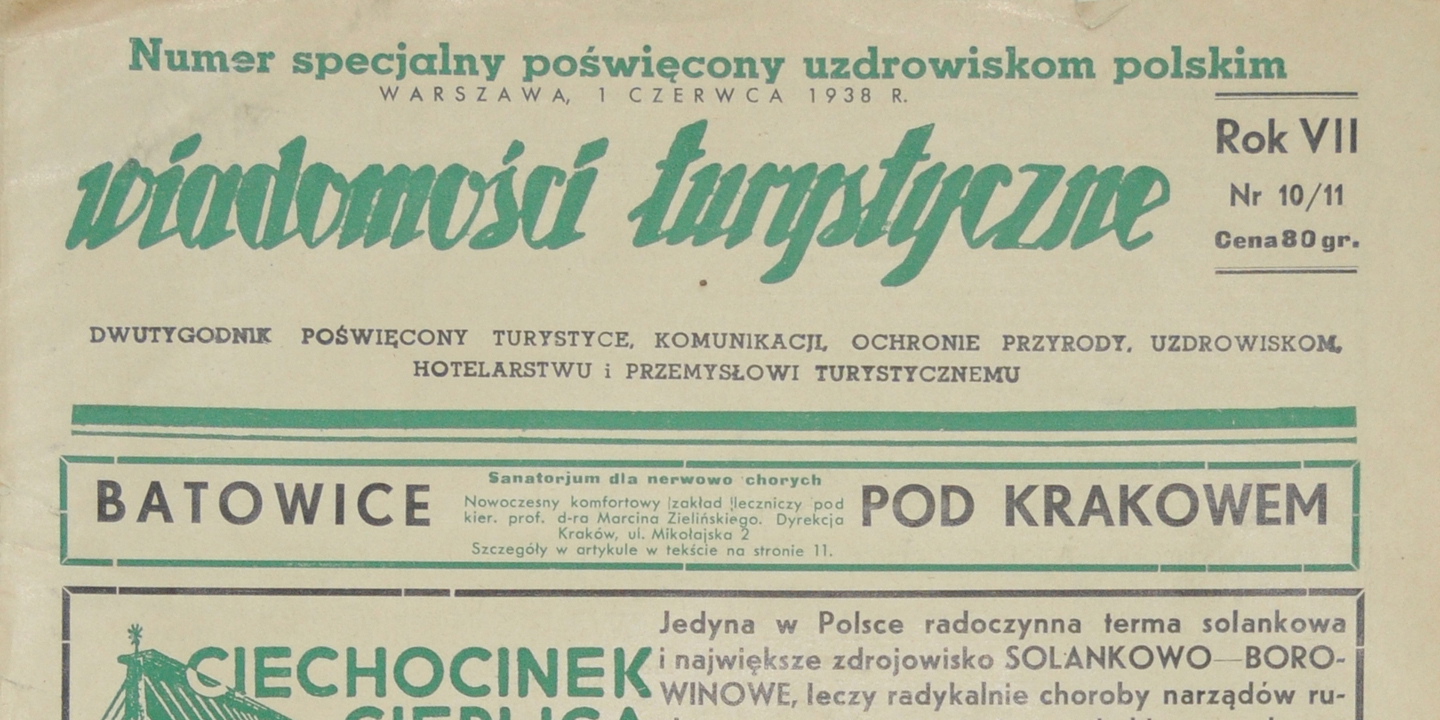 Numer specjalny poświęcony uzdrowiskom polskim
WARSZAWA, 1 CZERWCA 1938 R.
wiadomości turystyczne
Rok VII
Nr 10/11
Cena 80 gr.
DWUTYGODNIK POŚWIĘCONY TURYSTYCE, KOMUNIKACJI, OCHRONIE PRZYRODY, UZDROWISKOM,
HOTELARSTWU i PRZEMYSŁOWI TURYSTYCZNEMU
BATOWICE
Sanatorjum dla nerwowo chorych
Nowoczesny komfortowy zakład leczniczy pod
kier. prof. d-ra Marcina Zielińskiego. Dyrekcja
Kraków, ul. Mikołajska 2
Szczegóły w artykule w tekście na stronie 11.
POD KRAKOWEM
CIECHOCINEK
CIEPLICA
Jedyna w Polsce radoczynna terma solankowa
i największe zdrojowisko SOLANKOWO—BORO-
WINOWE, leczy radykalnie choroby narządów ru-